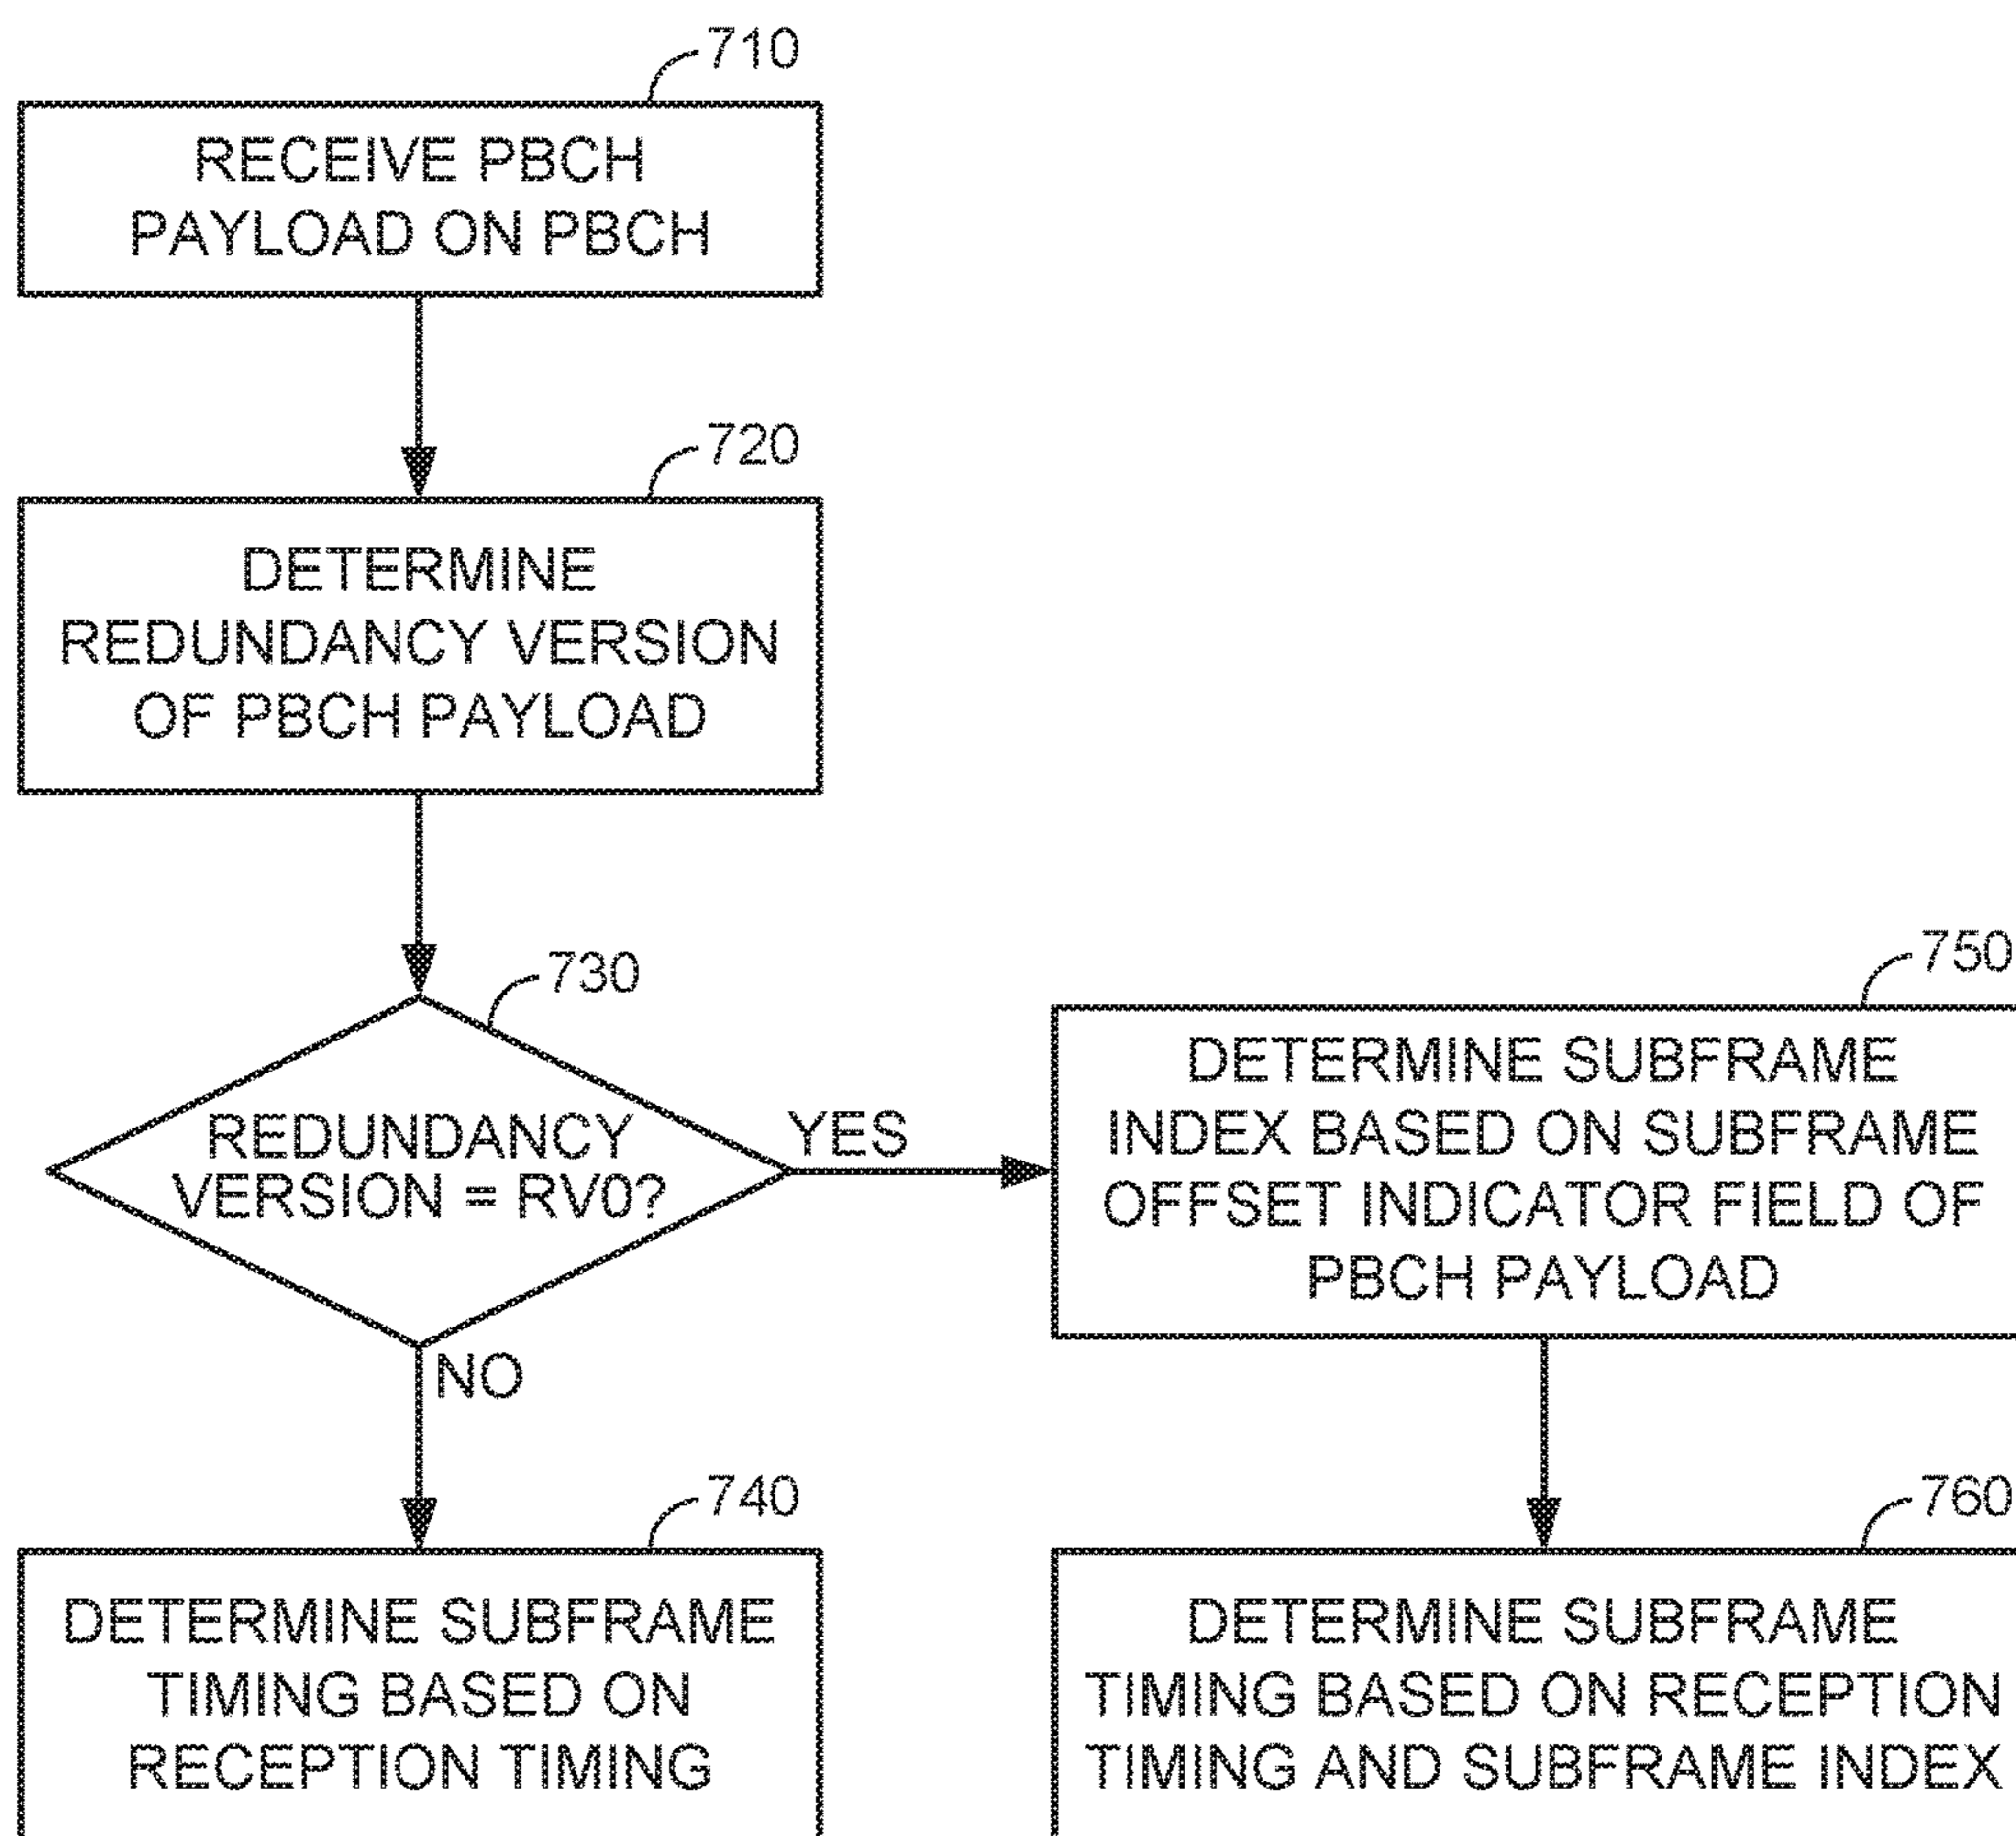 710
RECEIVE PBCH
PAYLOAD ON PBCH
720
DETERMINE
REDUNDANCY VERSION
OF PBCH PAYLOAD
730
REDUNDANCY
VERSION = RV0?
YES
NO
740
DETERMINE SUBFRAME
TIMING BASED ON
RECEPTION TIMING
750
DETERMINE SUBFRAME
INDEX BASED ON SUBFRAME
OFFSET INDICATOR FIELD OF
PBCH PAYLOAD
760
DETERMINE SUBFRAME
TIMING BASED ON RECEPTION
TIMING AND SUBFRAME INDEX